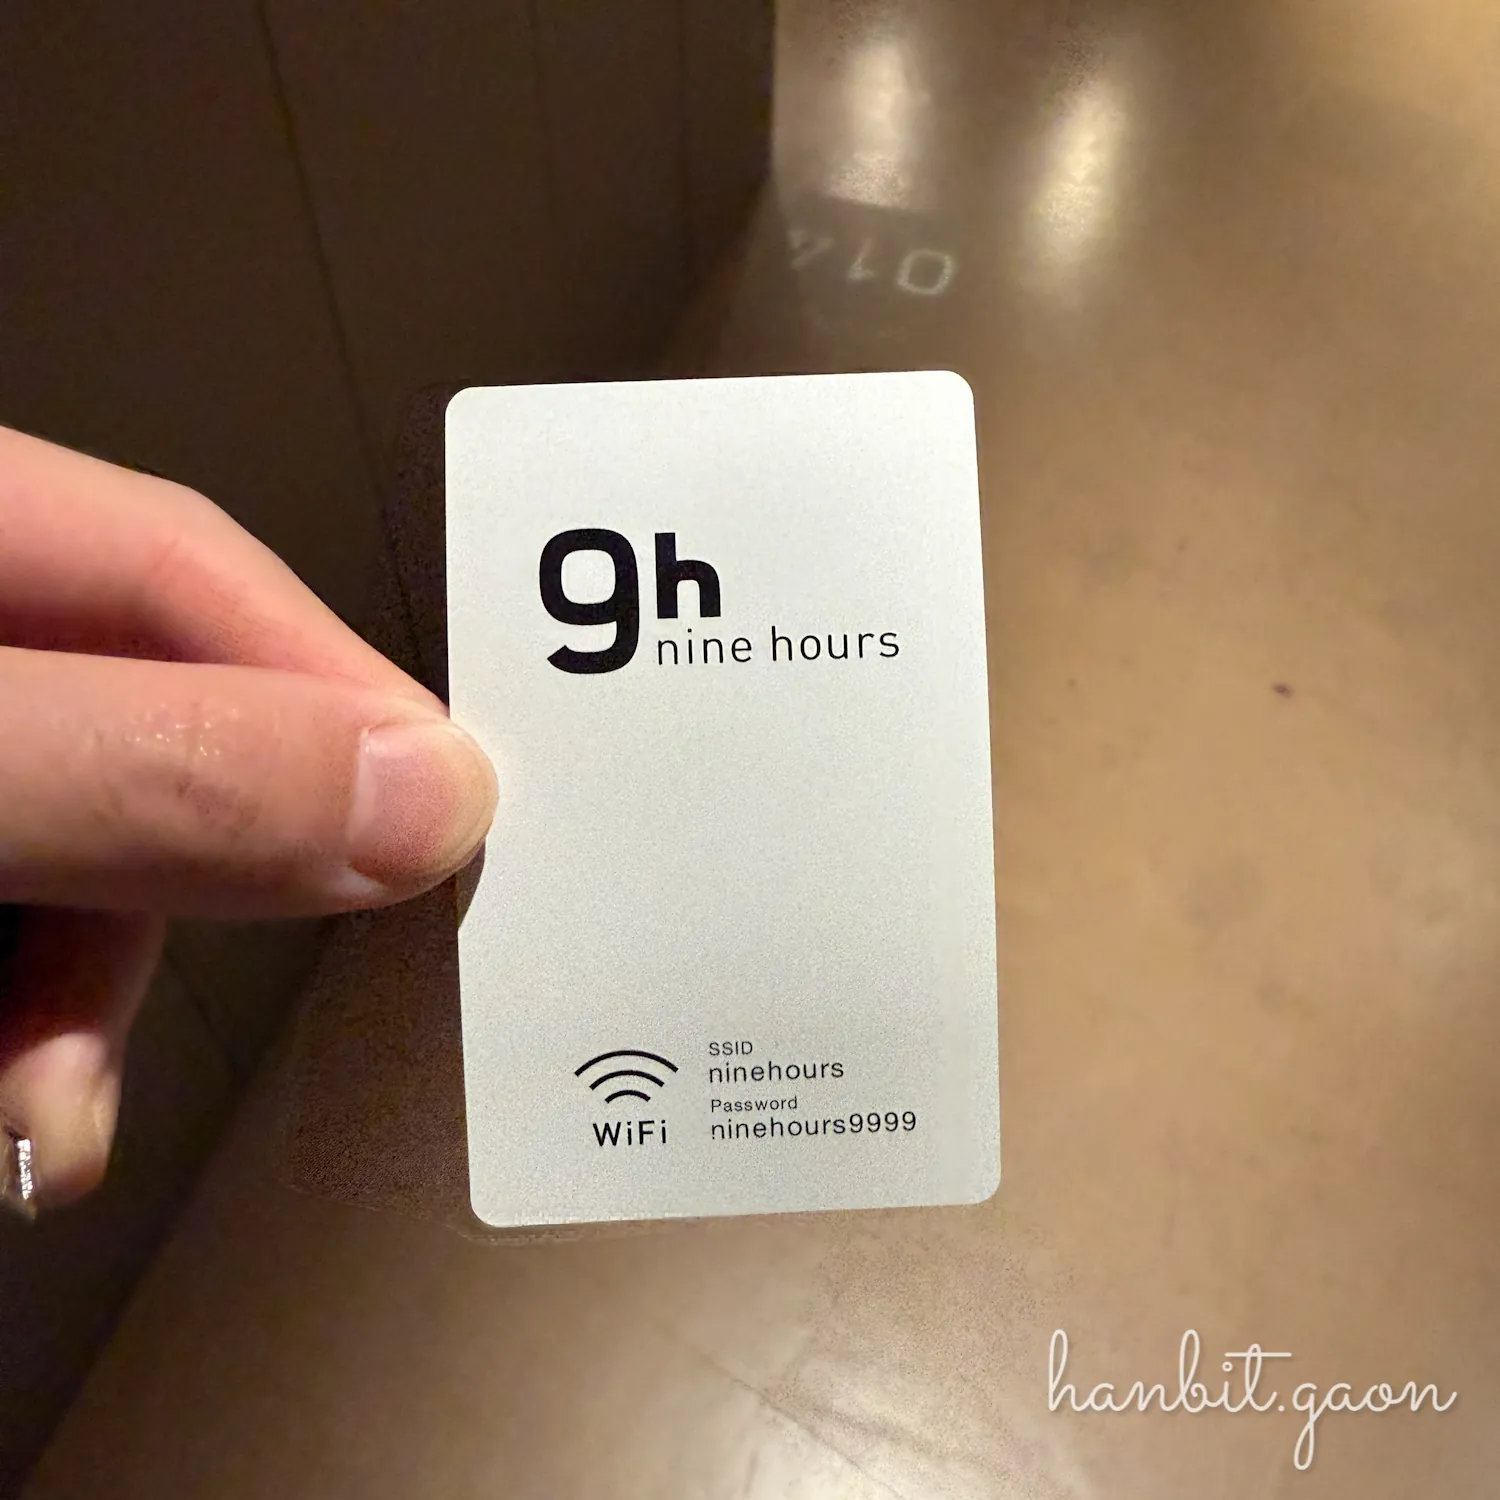 014
9h
nine hours
SSID
ninehours
Password
ninehours9999
WiFi
hanbit.gaon